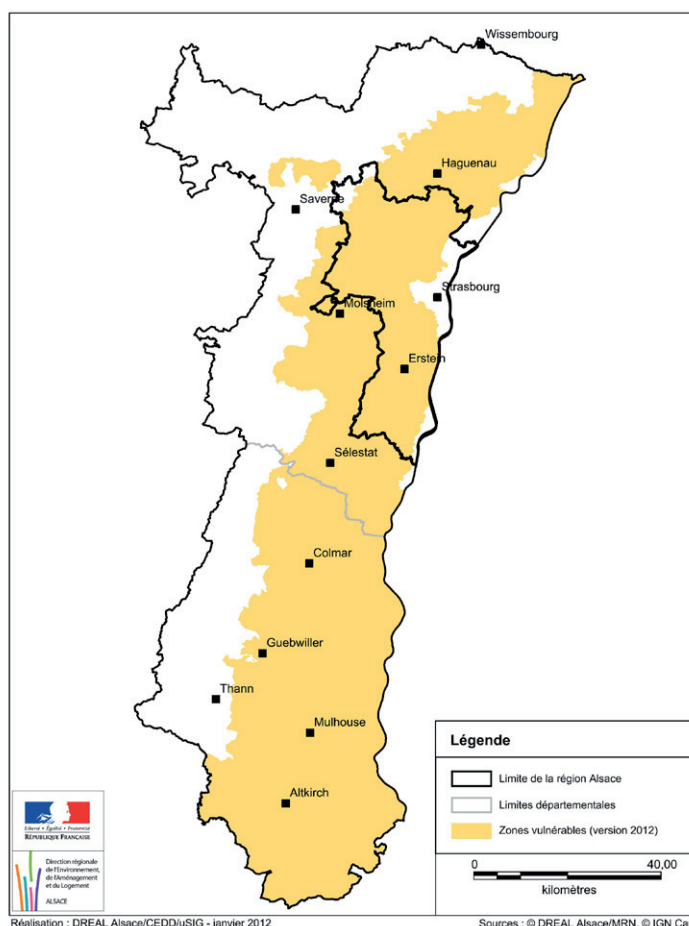 Wissembourg
Haguenau
Saverne
Strasbourg
Molsheim
Erstein
Sélestat
Colmar
Guebwiller
Thann
Mulhouse
Altkirch
Légende
Limite de la région Alsace
Limites départementales
Zones vulnérables (version 2012)
0 40,00
kilomètres
Liberté • Égalité • Fraternité
RÉPUBLIQUE FRANÇAISE
Direction régionale
de l'Environnement,
de l'Aménagement
et du Logement
ALSACE
Réalisation : DREAL Alsace/CEDD/uSIG - janvier 2012
Sources : © DREAL Alsace/MRN, © IGN Ca